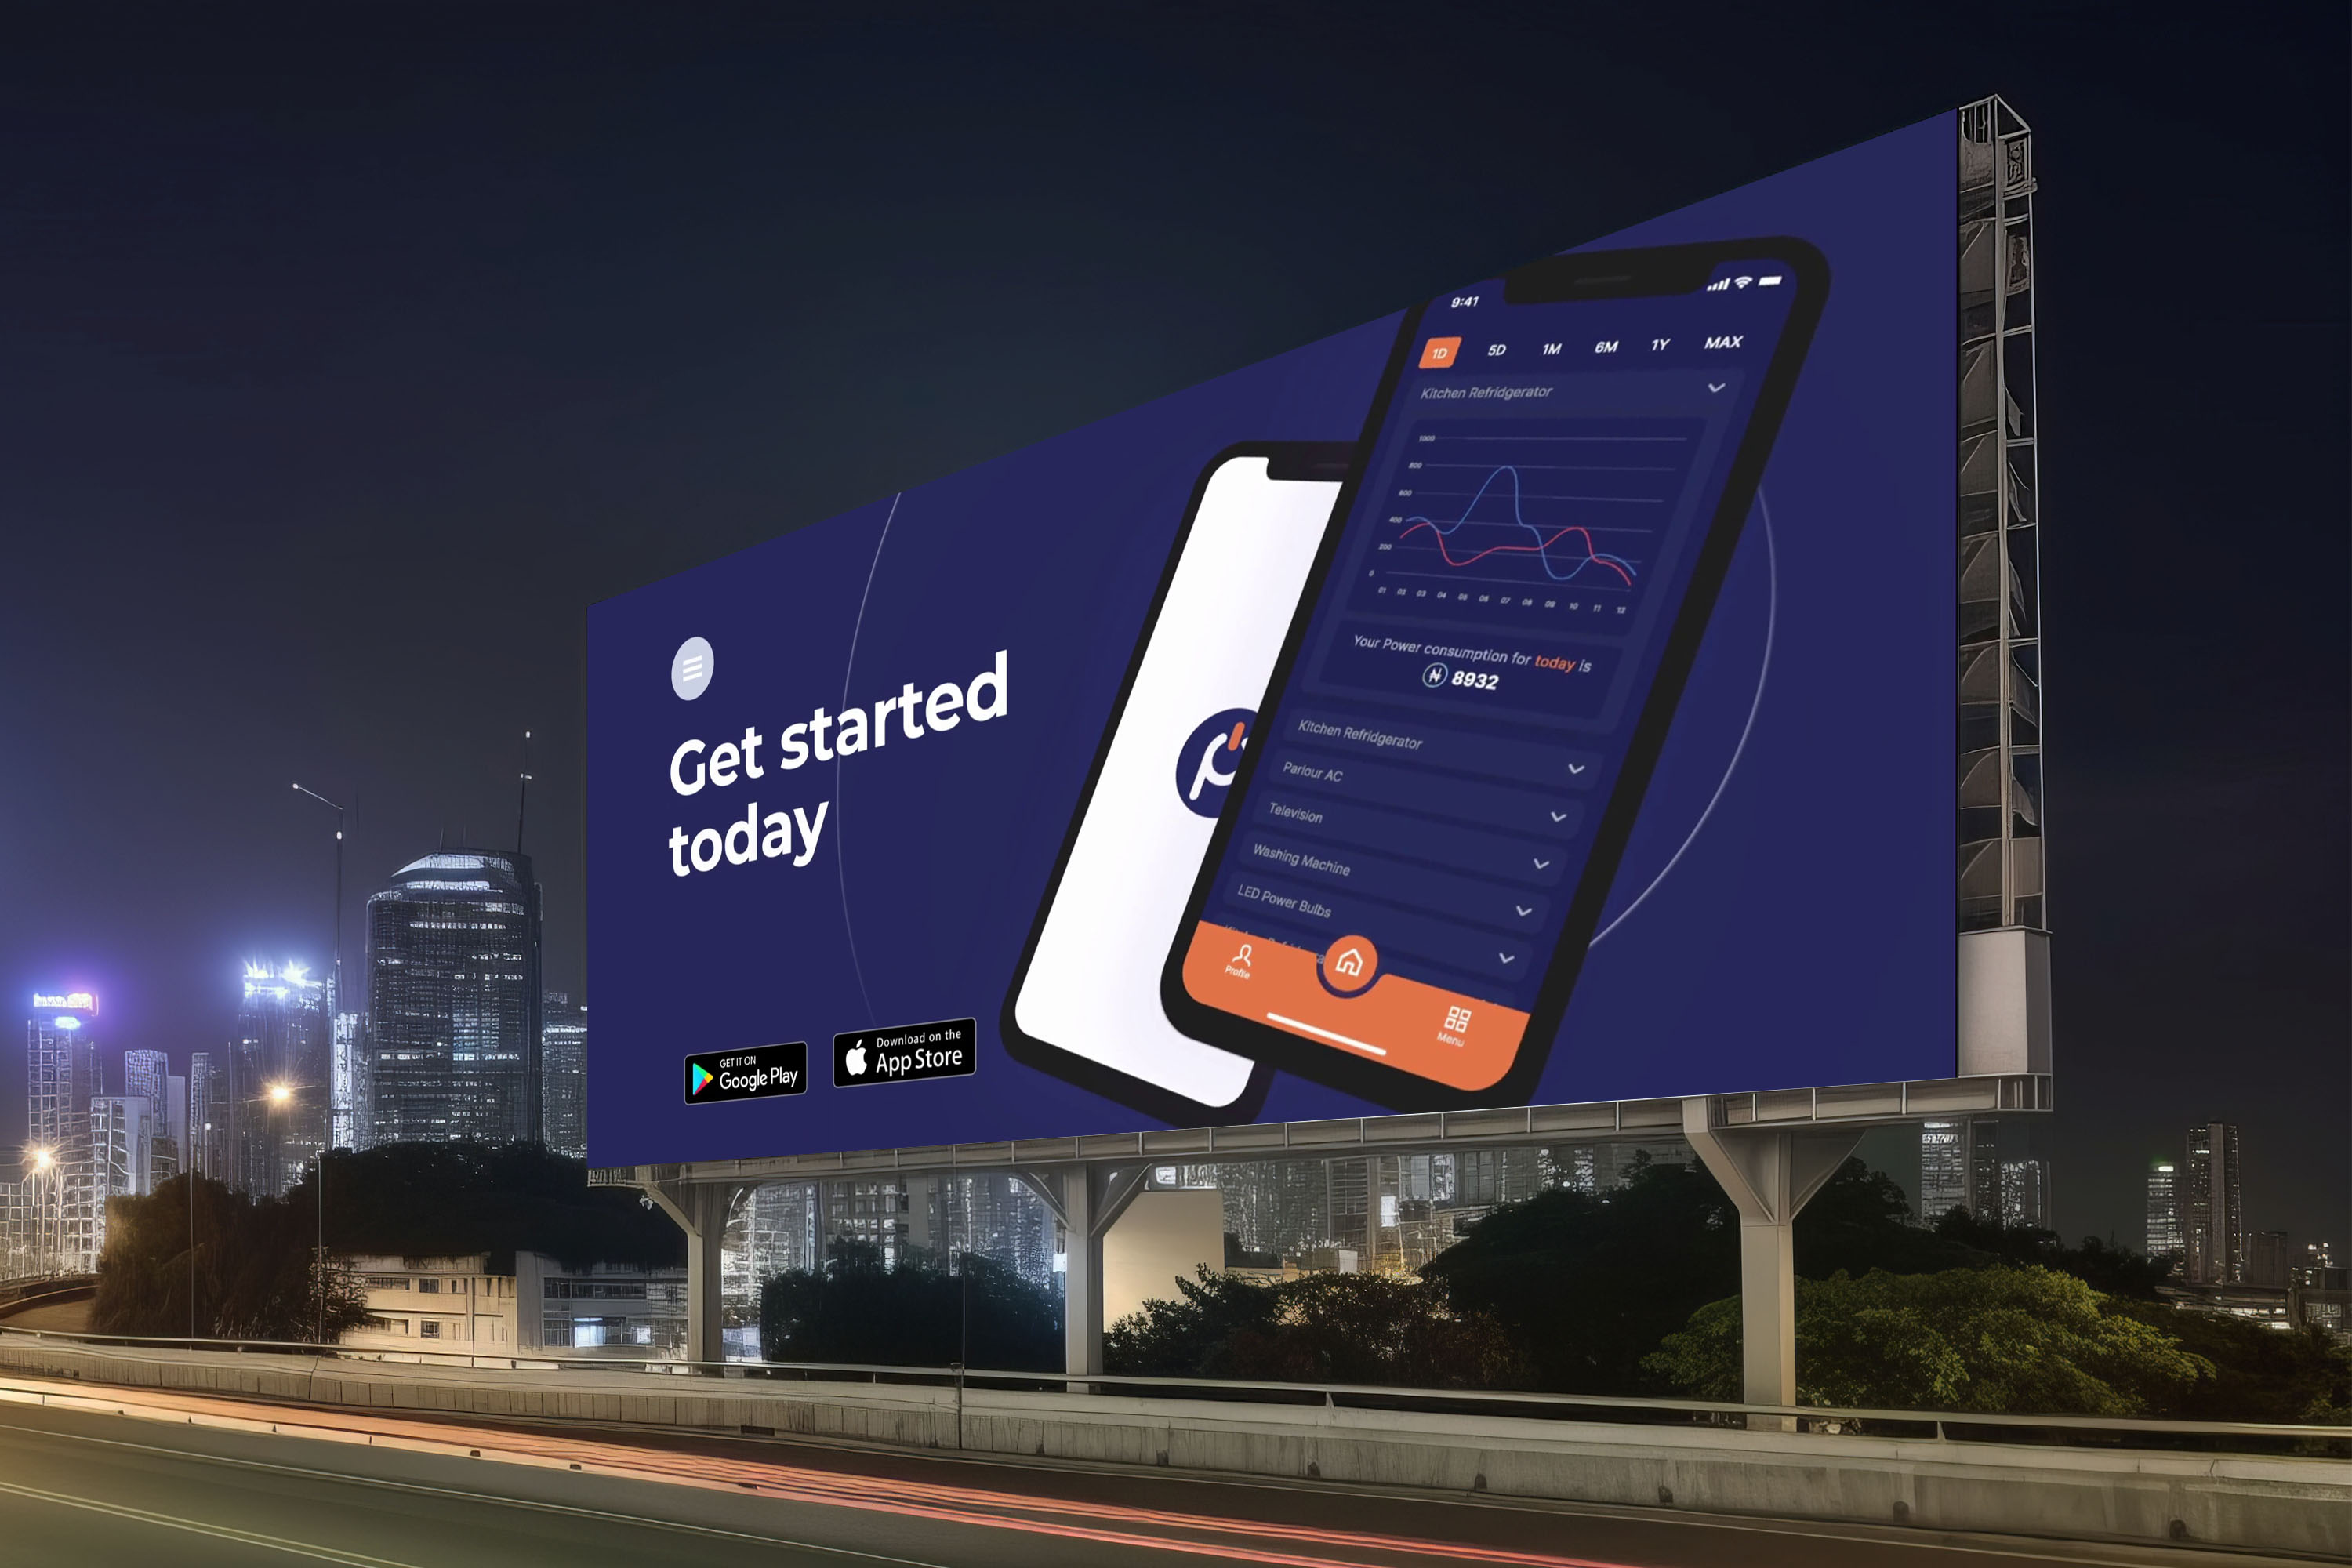 Get started
today
GET IT ON
Google Play
Download on the
App Store
9:41
1D 5D 1M 6M 1Y MAX
Kitchen Refridgerator
1000
800
600
400
200
0
01 02 03 04 05 06 07 08 09 10 11 12
Your Power consumption for today is
₦ 8932
Kitchen Refridgerator
Parlour AC
Television
Washing Machine
LED Power Bulbs
Profile
Menu